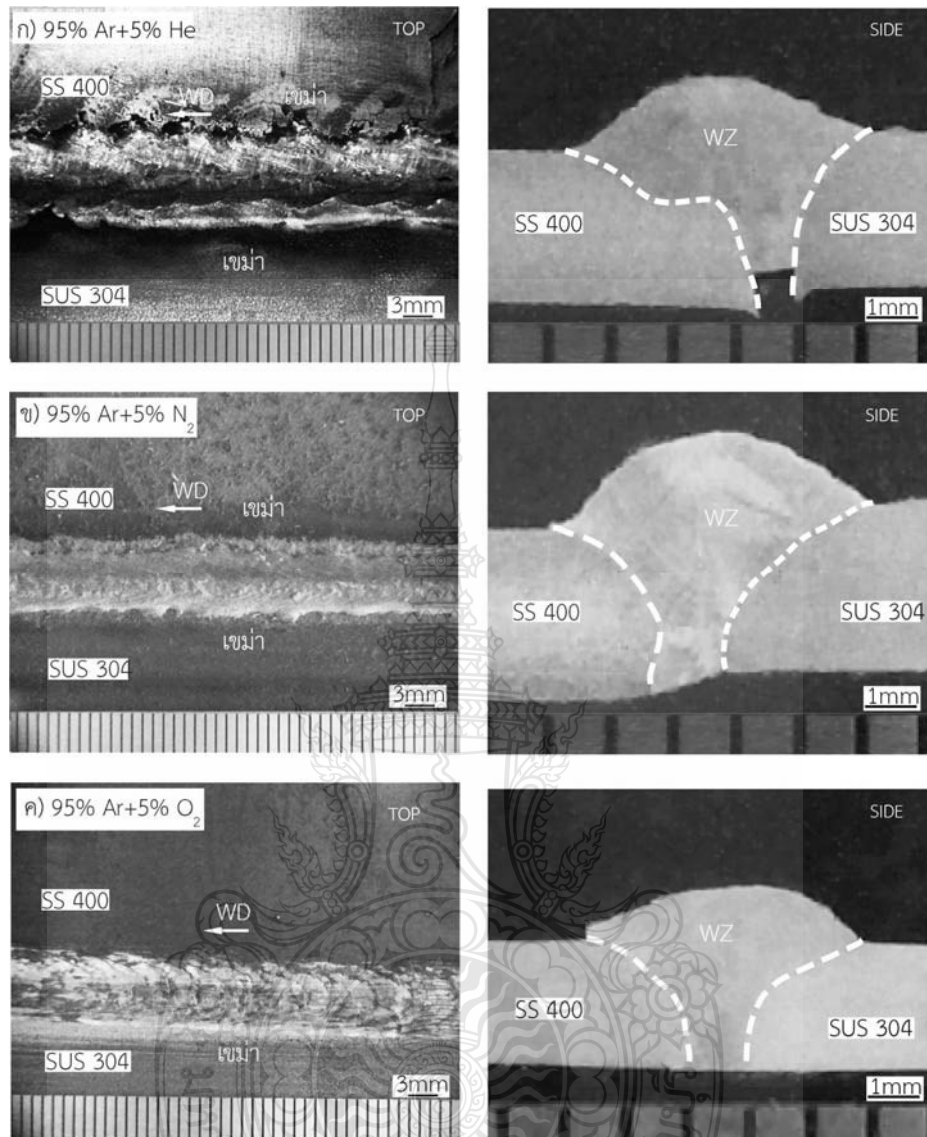 ก) 95% Ar+5% He
TOP
SS 400
WD
เขม่า
เขม่า
SUS 304
3mm
SIDE
WZ
SS 400
SUS 304
1mm
ข) 95% Ar+5% N2
TOP
SS 400
WD
เขม่า
เขม่า
SUS 304
3mm
SIDE
WZ
SS 400
SUS 304
1mm
ค) 95% Ar+5% O2
TOP
WD
SS 400
เขม่า
SUS 304
3mm
SIDE
WZ
SS 400
SUS 304
1mm